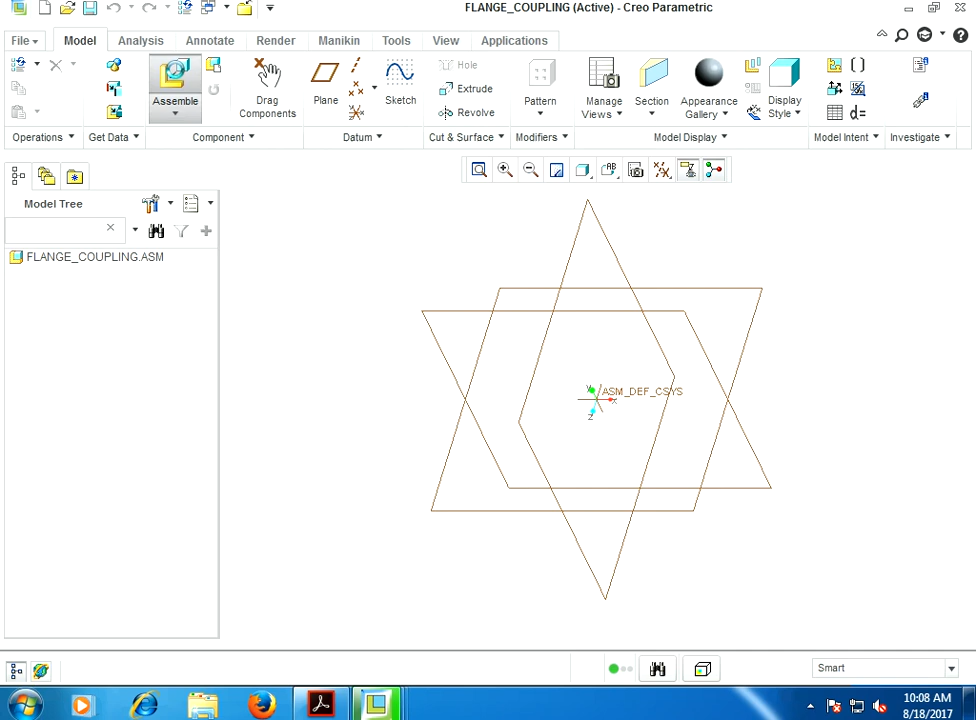 FLANGE_COUPLING (Active) - Creo Parametric
File Model Analysis Annotate Render Manikin Tools View Applications
Assemble
Drag Components
Plane
Sketch
Hole
Extrude
Revolve
Pattern
Manage Views
Section
Appearance Gallery
Display Style
Operations Get Data Component Datum Cut & Surface Modifiers Model Display Model Intent Investigate
Model Tree
FLANGE_COUPLING.ASM
Y
ASM_DEF_CSYS
X
Z
Smart
10:08 AM
8/18/2017